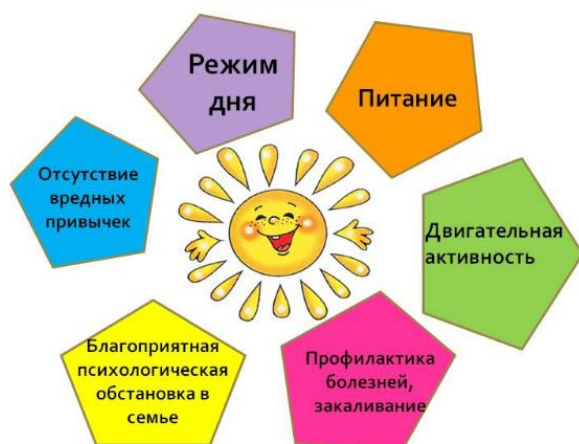 Режим
дня
Питание
Отсутствие
вредных
привычек
Двигательная
активность
Благоприятная
психологическая
обстановка в
семье
Профилактика
болезней,
закаливание